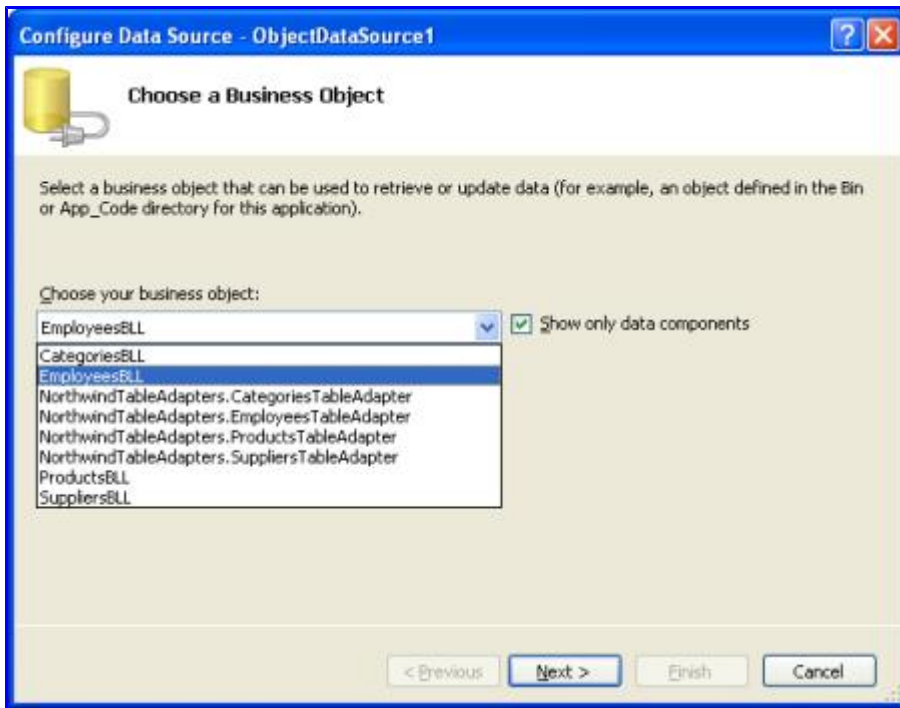 Configure Data Source - ObjectDataSource1
Choose a Business Object
Select a business object that can be used to retrieve or update data (for example, an object defined in the Bin
or App_Code directory for this application).
Choose your business object:
EmployeesBLL
Show only data components
CategoriesBLL
EmployeesBLL
NorthwindTableAdapters.CategoriesTableAdapter
NorthwindTableAdapters.EmployeesTableAdapter
NorthwindTableAdapters.ProductsTableAdapter
NorthwindTableAdapters.SuppliersTableAdapter
ProductsBLL
SuppliersBLL
< Previous
Next >
Finish
Cancel